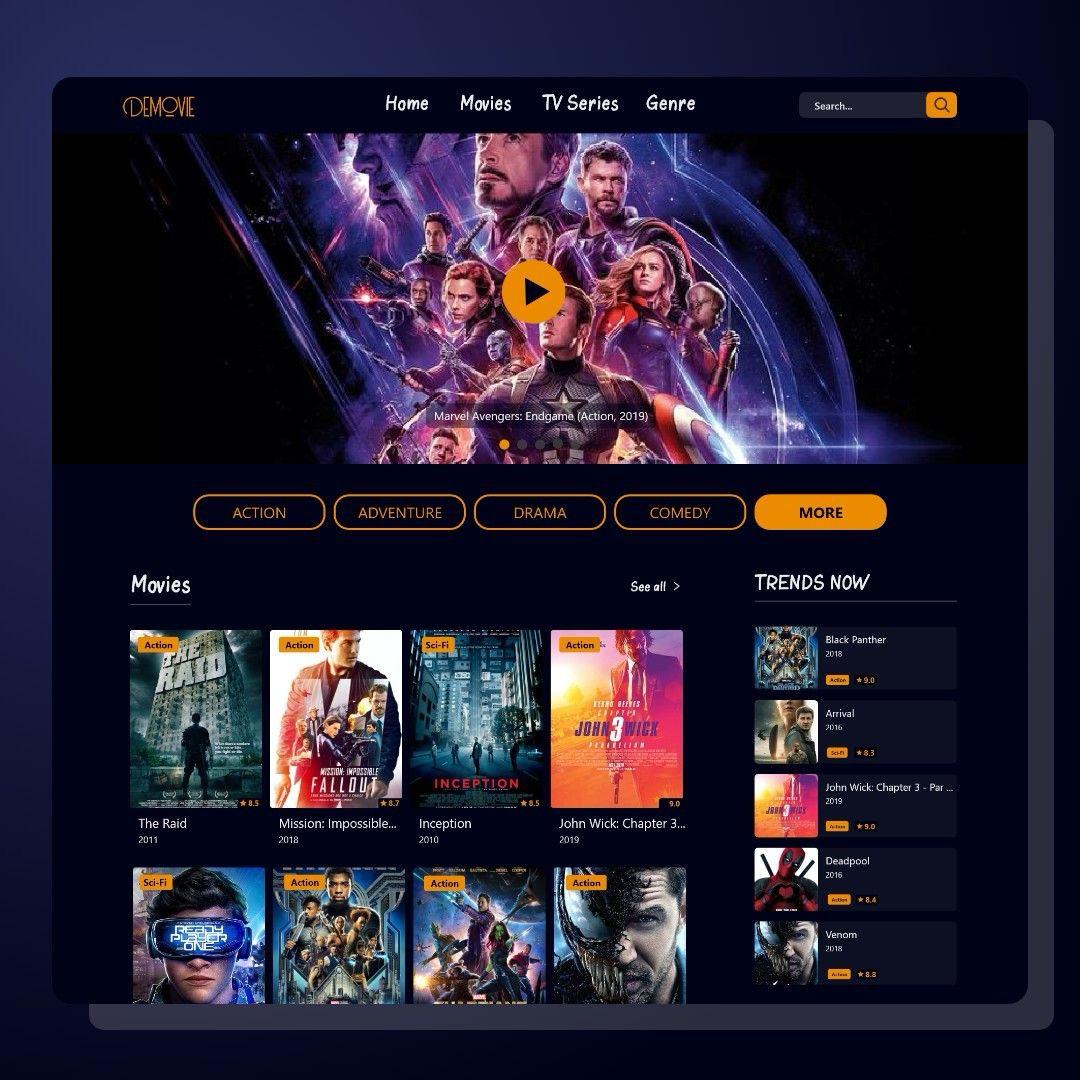 DEMOVIE
Home Movies TV Series Genre
Search...
Marvel Avengers: Endgame (Action, 2019)
ACTION ADVENTURE DRAMA COMEDY MORE
Movies
See all >
TRENDS NOW
Action
THE RAID
★ 8.5
The Raid
2011
Action
MISSION: IMPOSSIBLE
FALLOUT
★ 8.7
Mission: Impossible...
2018
Sci-Fi
INCEPTION
★ 8.5
Inception
2010
Action
KEANU REEVES
CHAPTER
JOHN 3 WICK
PARABELLUM
9.0
John Wick: Chapter 3...
2019
Sci-Fi
READY
PLAYER
ONE
Action
Action
MARVEL
Action
Black Panther
2018
Action ★ 9.0
Arrival
2016
Sci-Fi ★ 8.3
John Wick: Chapter 3 - Par ...
2019
Action ★ 9.0
Deadpool
2016
Action ★ 8.4
Venom
2018
Action ★ 8.8